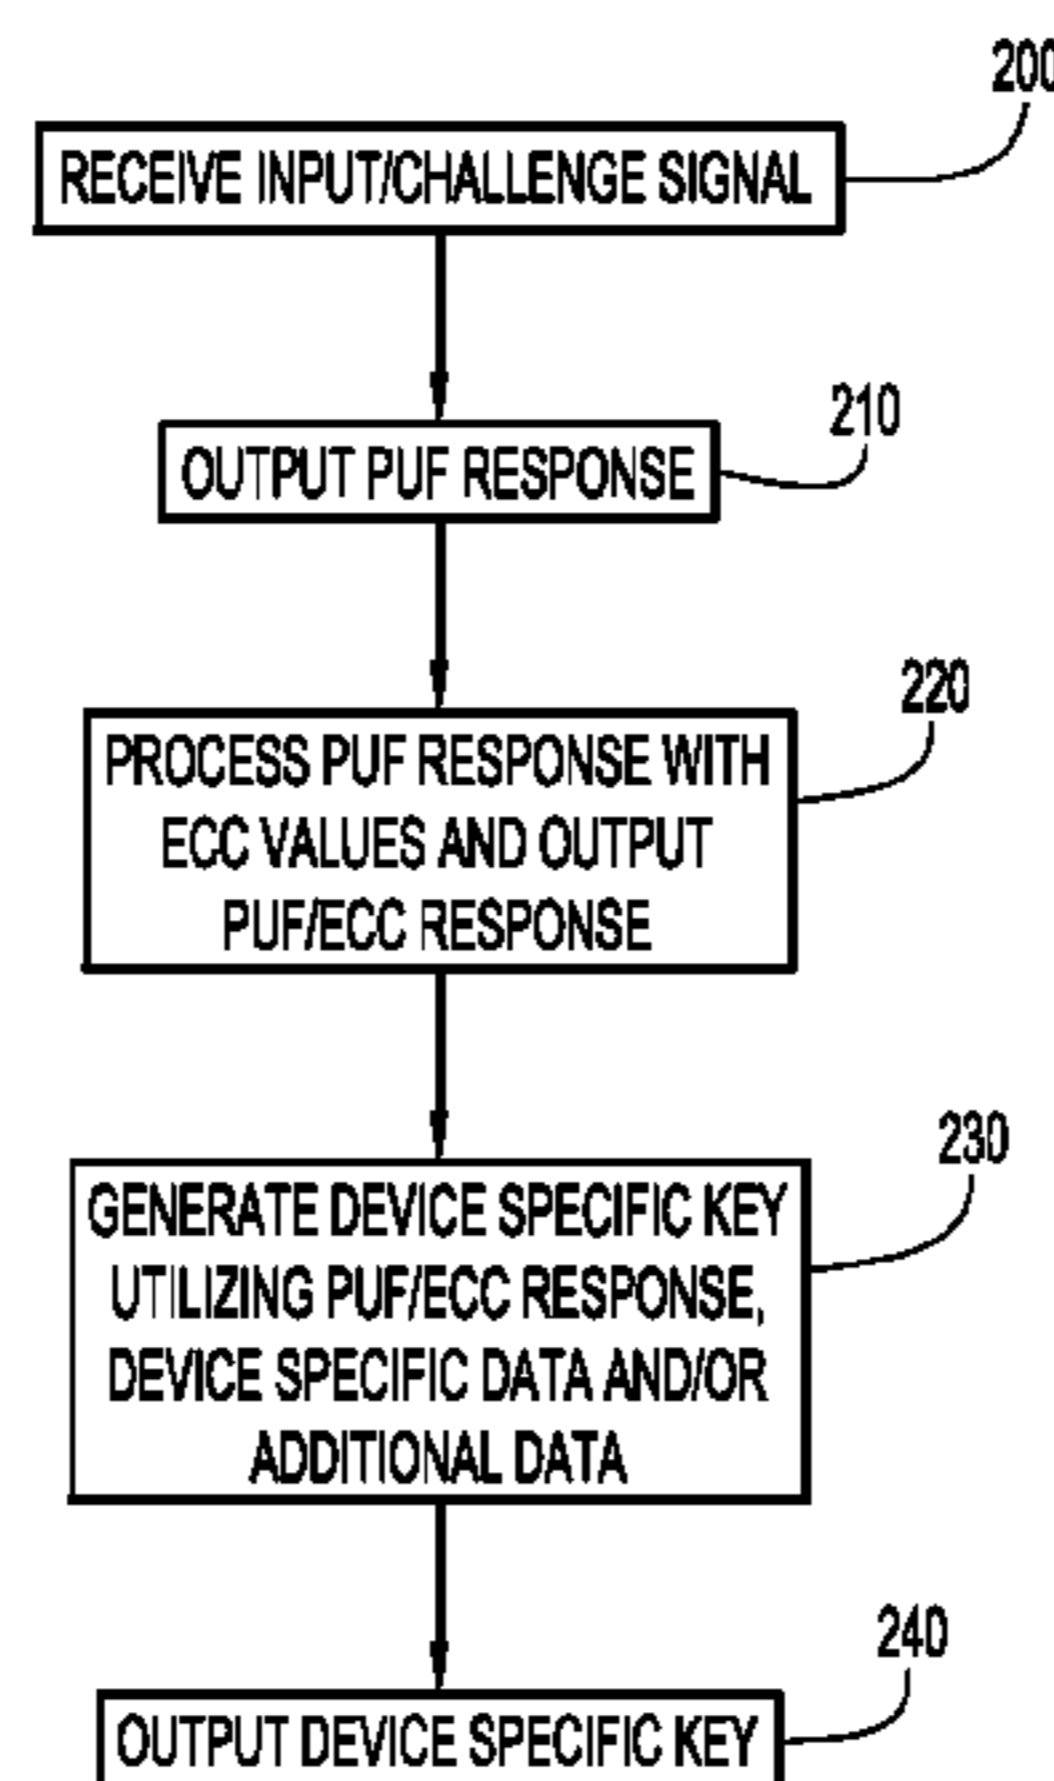 200
RECEIVE INPUT/CHALLENGE SIGNAL
210
OUTPUT PUF RESPONSE
220
PROCESS PUF RESPONSE WITH
ECC VALUES AND OUTPUT
PUF/ECC RESPONSE
230
GENERATE DEVICE SPECIFIC KEY
UTILIZING PUF/ECC RESPONSE,
DEVICE SPECIFIC DATA AND/OR
ADDITIONAL DATA
240
OUTPUT DEVICE SPECIFIC KEY